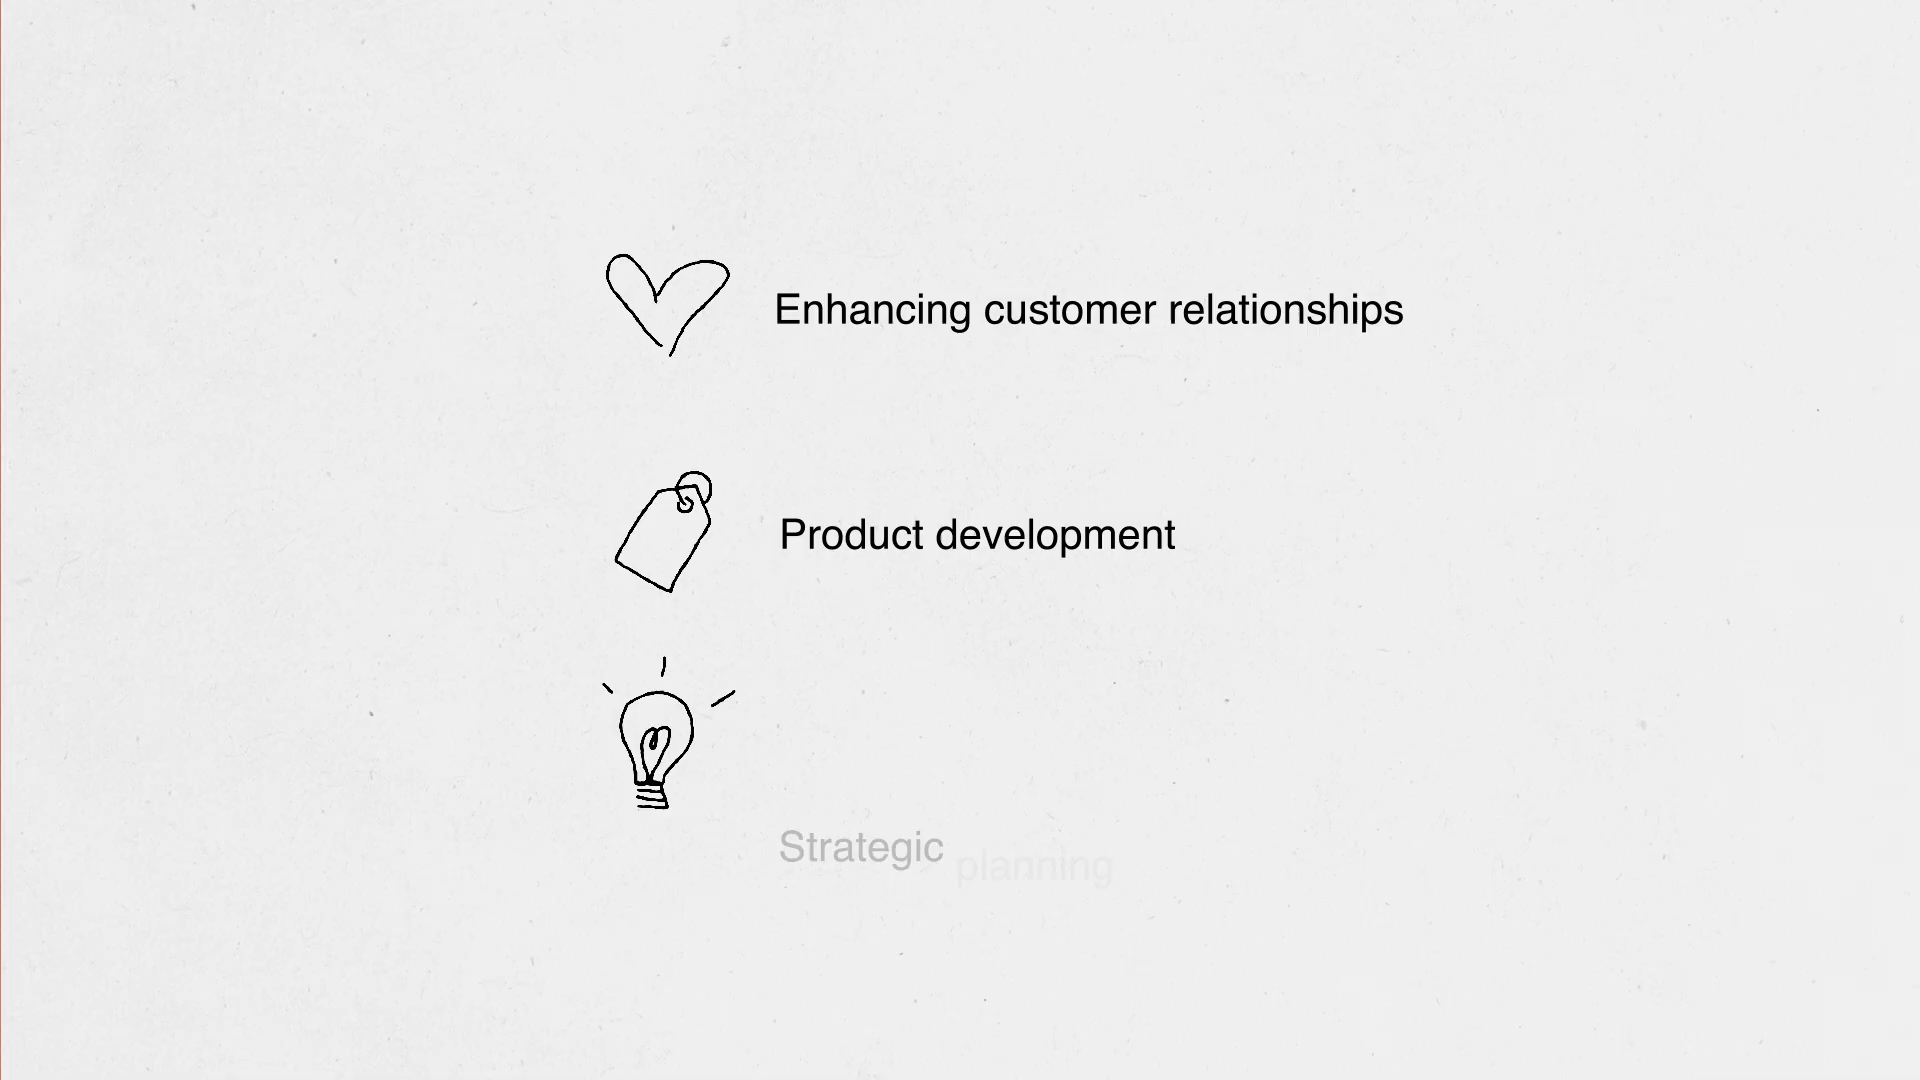 Enhancing customer relationships
Product development
Strategic planning